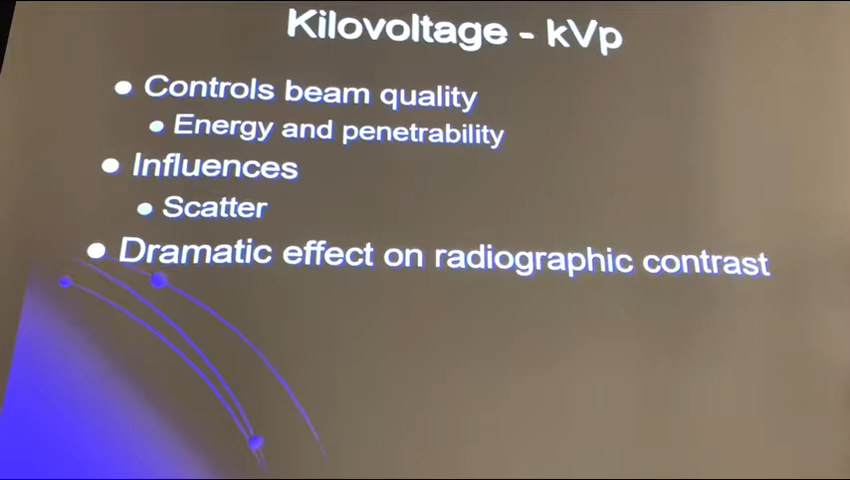 Kilovoltage - kVp
• Controls beam quality
• Energy and penetrability
• Influences
• Scatter
• Dramatic effect on radiographic contrast